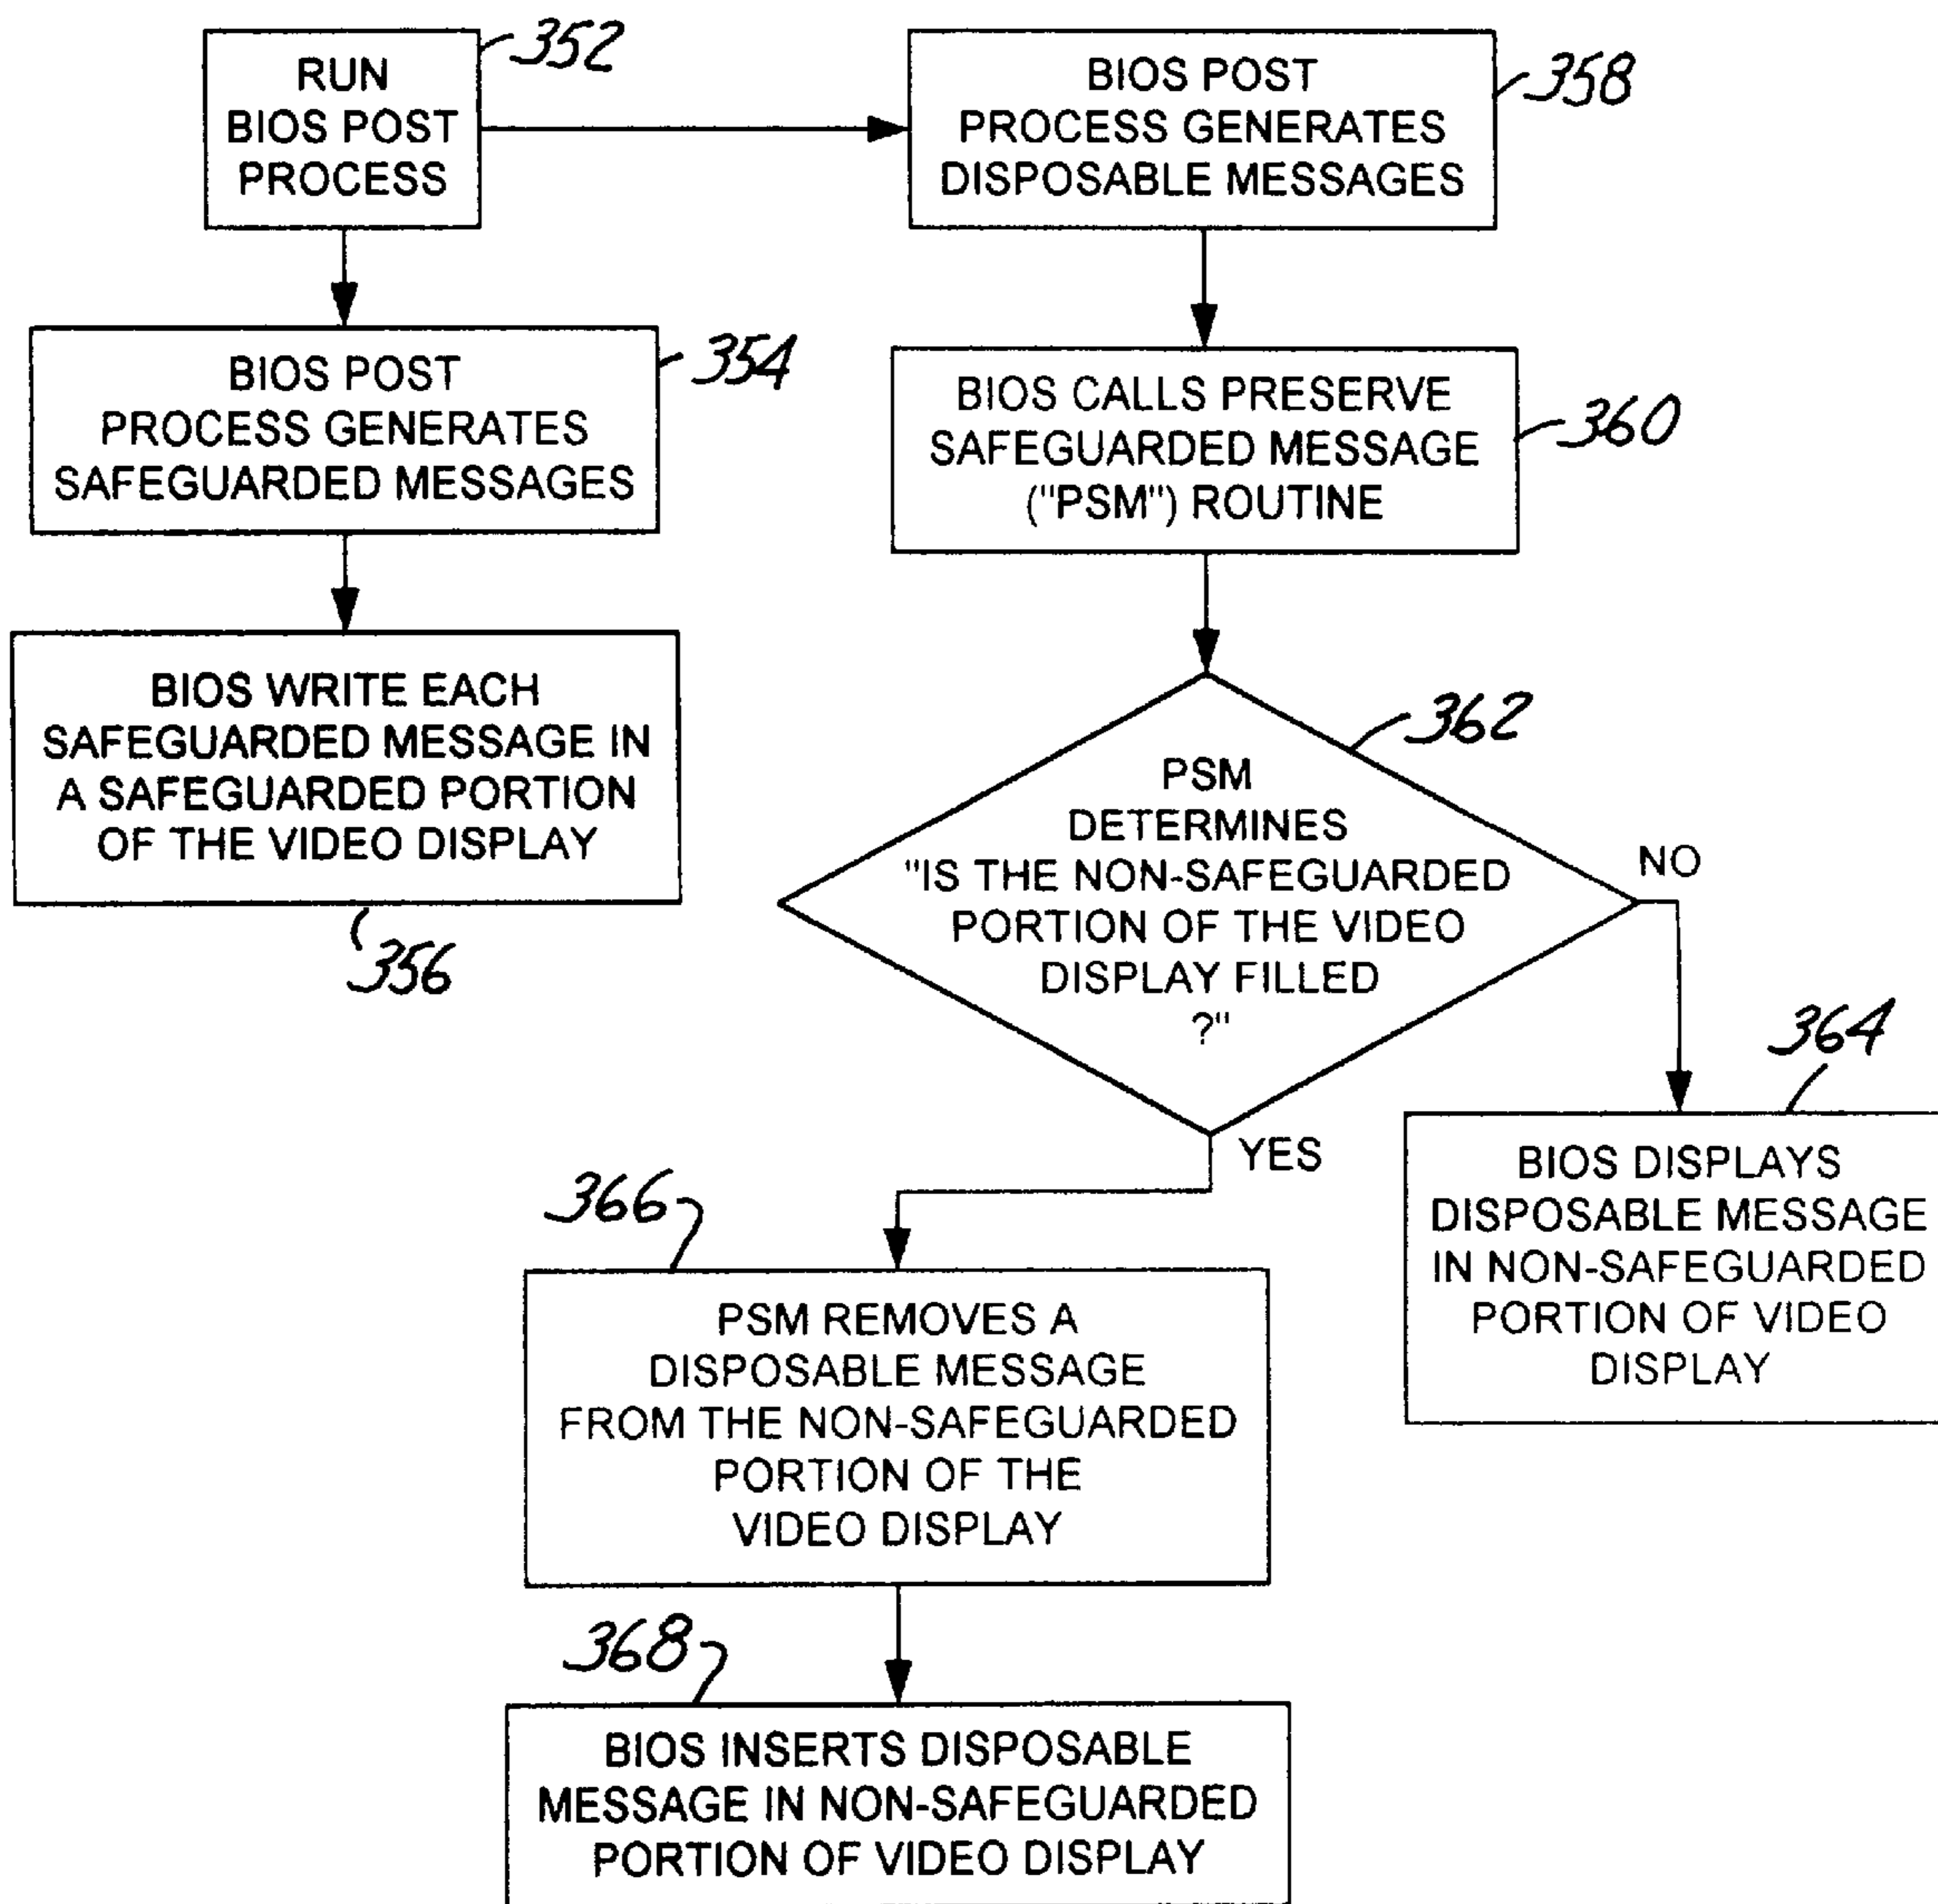 RUN
BIOS POST
PROCESS
352
BIOS POST
PROCESS GENERATES
DISPOSABLE MESSAGES
358
BIOS POST
PROCESS GENERATES
SAFEGUARDED MESSAGES
354
BIOS CALLS PRESERVE
SAFEGUARDED MESSAGE
("PSM") ROUTINE
360
BIOS WRITE EACH
SAFEGUARDED MESSAGE IN
A SAFEGUARDED PORTION
OF THE VIDEO DISPLAY
356
362
PSM
DETERMINES
"IS THE NON-SAFEGUARDED
PORTION OF THE VIDEO
DISPLAY FILLED
?"
NO
YES
364
BIOS DISPLAYS
DISPOSABLE MESSAGE
IN NON-SAFEGUARDED
PORTION OF VIDEO
DISPLAY
366
PSM REMOVES A
DISPOSABLE MESSAGE
FROM THE NON-SAFEGUARDED
PORTION OF THE
VIDEO DISPLAY
368
BIOS INSERTS DISPOSABLE
MESSAGE IN NON-SAFEGUARDED
PORTION OF VIDEO DISPLAY